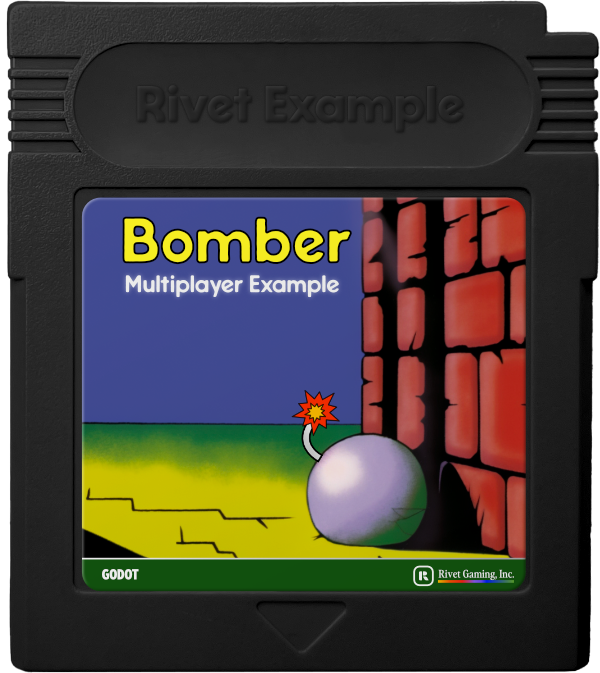 Rivet Example
Bomber
Multiplayer Example
GODOT
R Rivet Gaming, Inc.